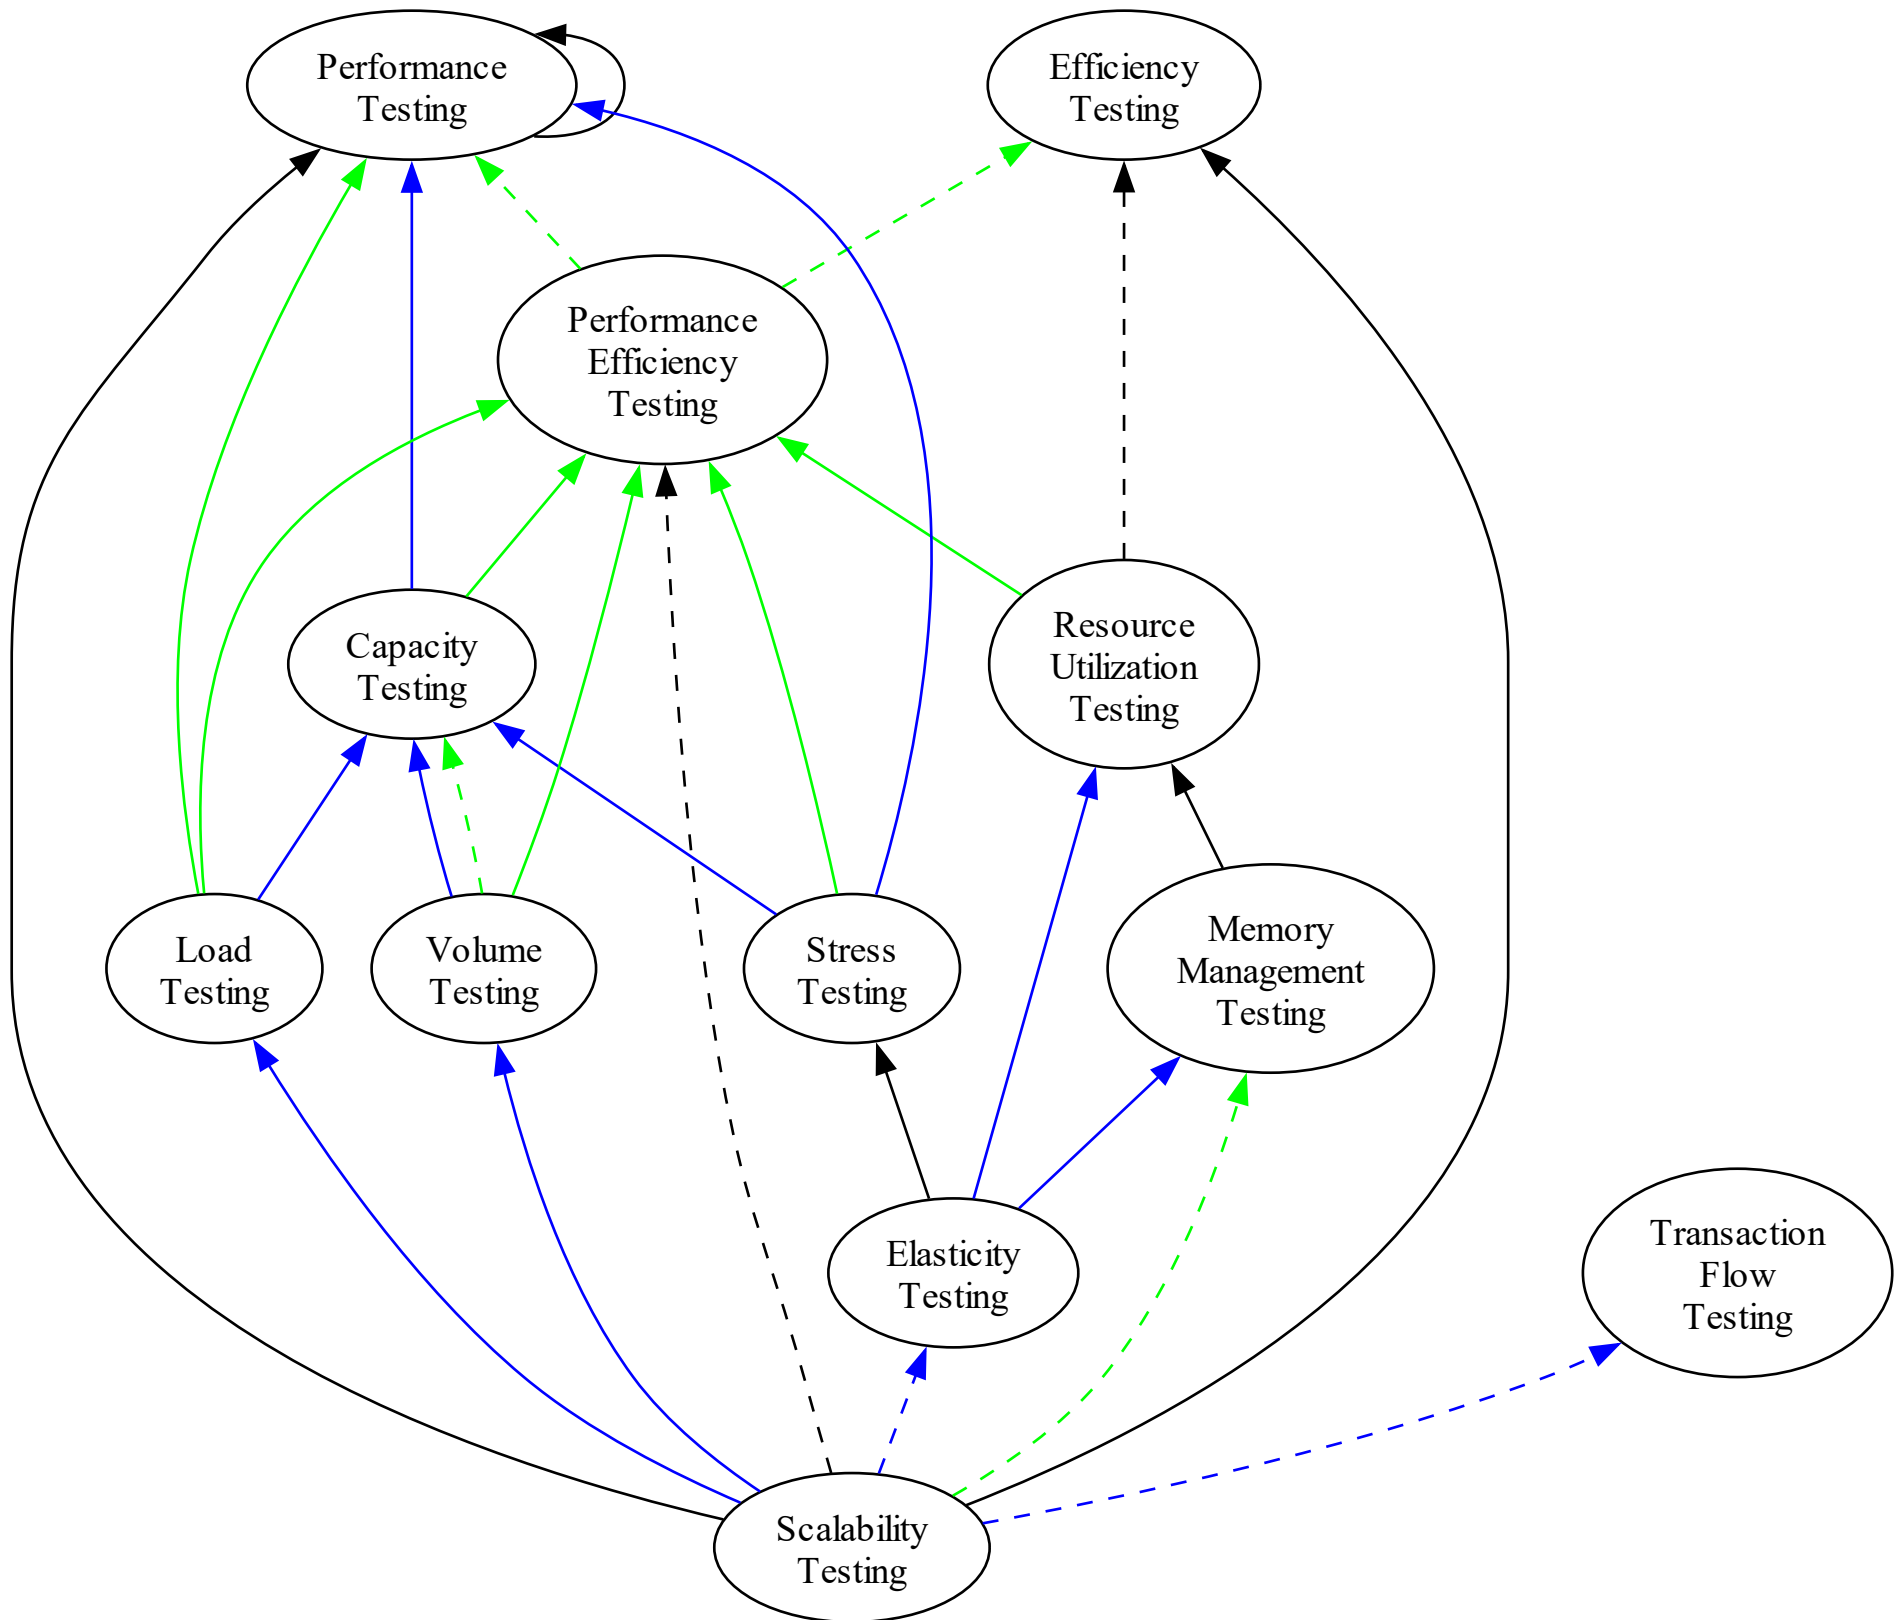 Performance
Testing
Efficiency
Testing
Performance
Efficiency
Testing
Capacity
Testing
Resource
Utilization
Testing
Load
Testing
Volume
Testing
Stress
Testing
Memory
Management
Testing
Elasticity
Testing
Transaction
Flow
Testing
Scalability
Testing